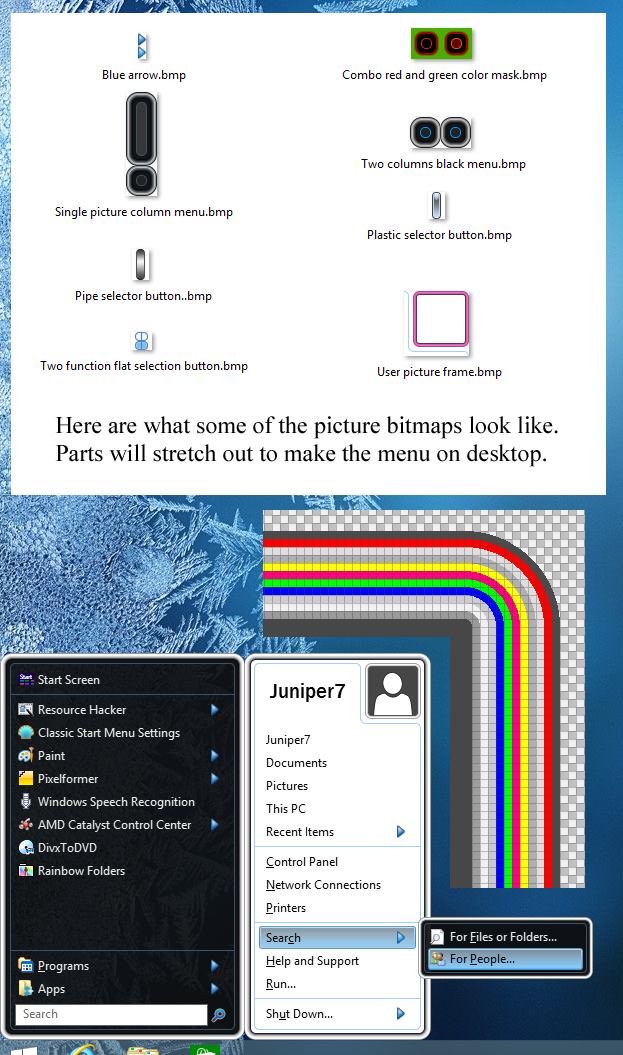 Blue arrow.bmp
Combo red and green color mask.bmp
Single picture column menu.bmp
Two columns black menu.bmp
Plastic selector button.bmp
Pipe selector button..bmp
Two function flat selection button.bmp
User picture frame.bmp
Here are what some of the picture bitmaps look like.
Parts will stretch out to make the menu on desktop.
Start
Start Screen
Resource Hacker
Classic Start Menu Settings
Paint
Pixelformer
Windows Speech Recognition
AMD Catalyst Control Center
DivxToDVD
Rainbow Folders
Programs
Apps
Search
Juniper7
Juniper7
Documents
Pictures
This PC
Recent Items
Control Panel
Network Connections
Printers
Search
Help and Support
Run...
Shut Down...
For Files or Folders...
For People...